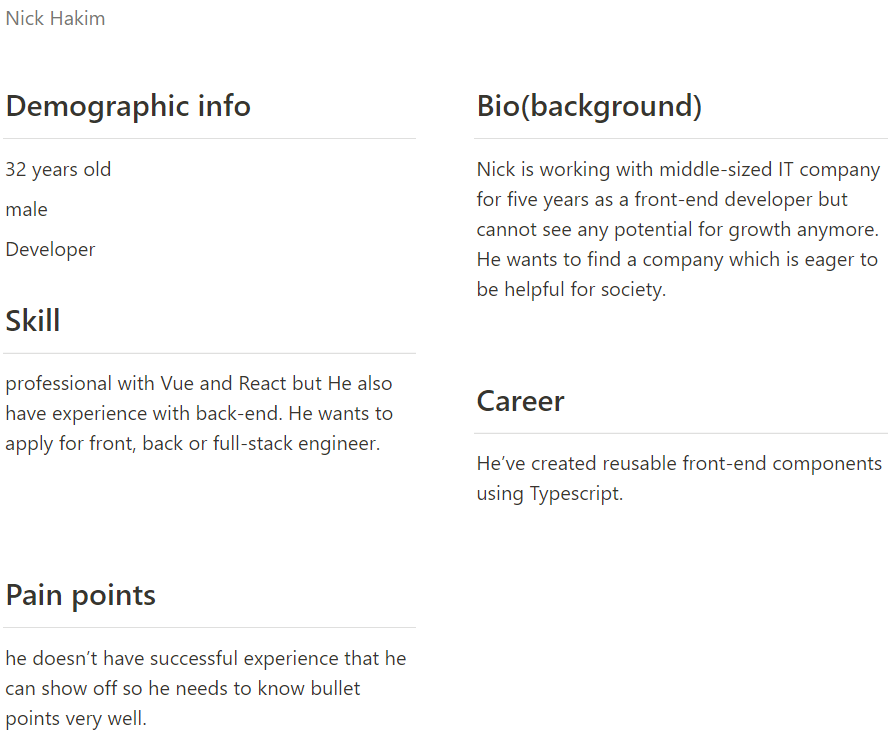 Nick Hakim
Demographic info
32 years old
male
Developer
Skill
professional with Vue and React but He also
have experience with back-end. He wants to
apply for front, back or full-stack engineer.
Pain points
he doesn’t have successful experience that he
can show off so he needs to know bullet
points very well.
Bio(background)
Nick is working with middle-sized IT company
for five years as a front-end developer but
cannot see any potential for growth anymore.
He wants to find a company which is eager to
be helpful for society.
Career
He’ve created reusable front-end components
using Typescript.